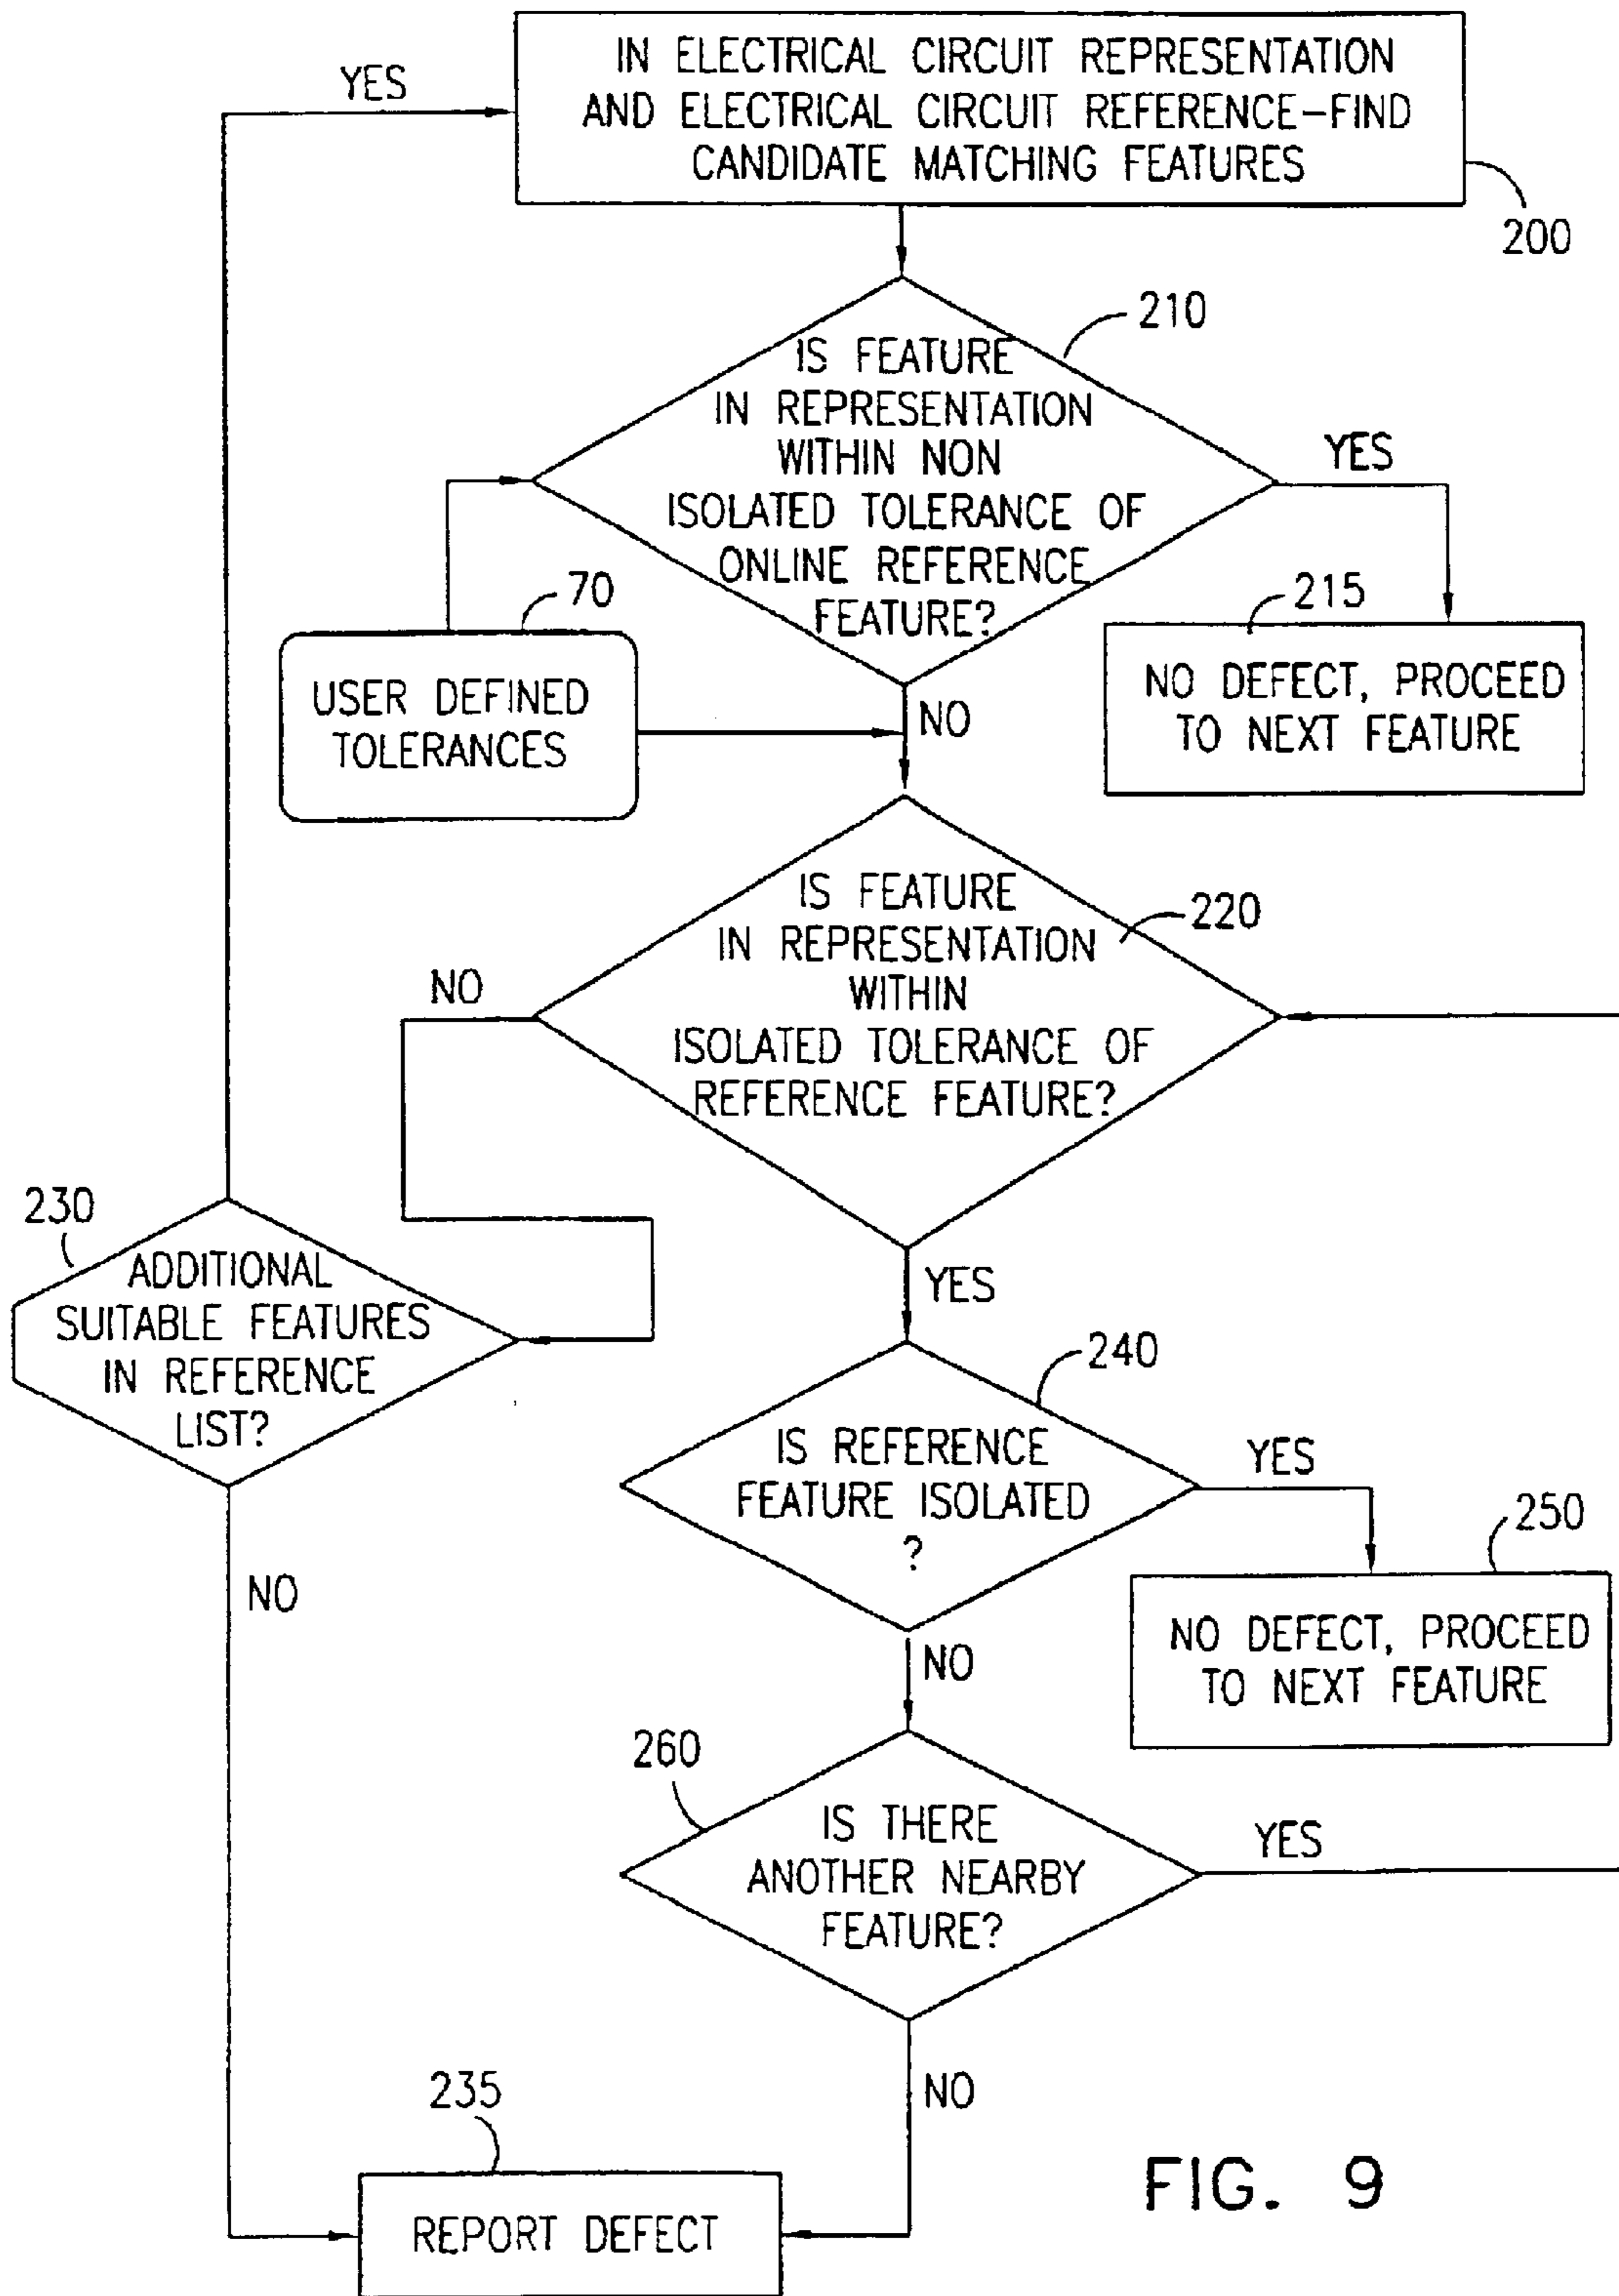 YES
IN ELECTRICAL CIRCUIT REPRESENTATION
AND ELECTRICAL CIRCUIT REFERENCE-FIND
CANDIDATE MATCHING FEATURES
200
210
IS FEATURE
IN REPRESENTATION
WITHIN NON
ISOLATED TOLERANCE OF
ONLINE REFERENCE
FEATURE?
YES
215
NO DEFECT, PROCEED
TO NEXT FEATURE
70
USER DEFINED
TOLERANCES
NO
220
IS FEATURE
IN REPRESENTATION
WITHIN
ISOLATED TOLERANCE OF
REFERENCE FEATURE?
NO
230
ADDITIONAL
SUITABLE FEATURES
IN REFERENCE
LIST?
YES
240
IS REFERENCE
FEATURE ISOLATED
?
YES
250
NO DEFECT, PROCEED
TO NEXT FEATURE
NO
NO
260
IS THERE
ANOTHER NEARBY
FEATURE?
YES
NO
235
REPORT DEFECT
FIG. 9